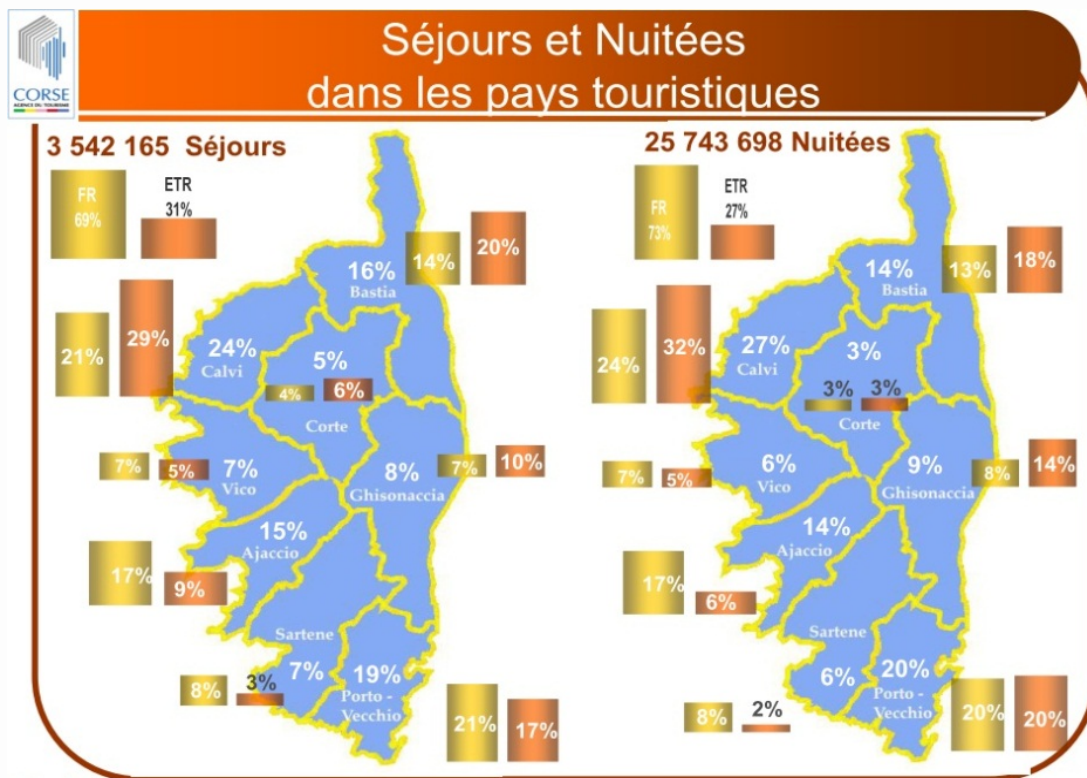 CORSE
AGENCE DU TOURISME
Séjours et Nuitées
dans les pays touristiques
3 542 165 Séjours
FR
69%
ETR
31%
16%
Bastia
14%
20%
21%
29%
24%
Calvi
5%
4%
6%
Corte
7%
5%
7%
Vico
8%
Ghisonaccia
7%
10%
15%
Ajaccio
17%
9%
Sartene
7%
8%
3%
19%
Porto -
Vecchio
21%
17%
25 743 698 Nuitées
FR
73%
ETR
27%
14%
Bastia
13%
18%
24%
32%
27%
Calvi
3%
3%
3%
Corte
7%
5%
6%
Vico
9%
Ghisonaccia
8%
14%
14%
Ajaccio
17%
6%
Sartene
6%
8%
2%
20%
Porto -
Vecchio
20%
20%